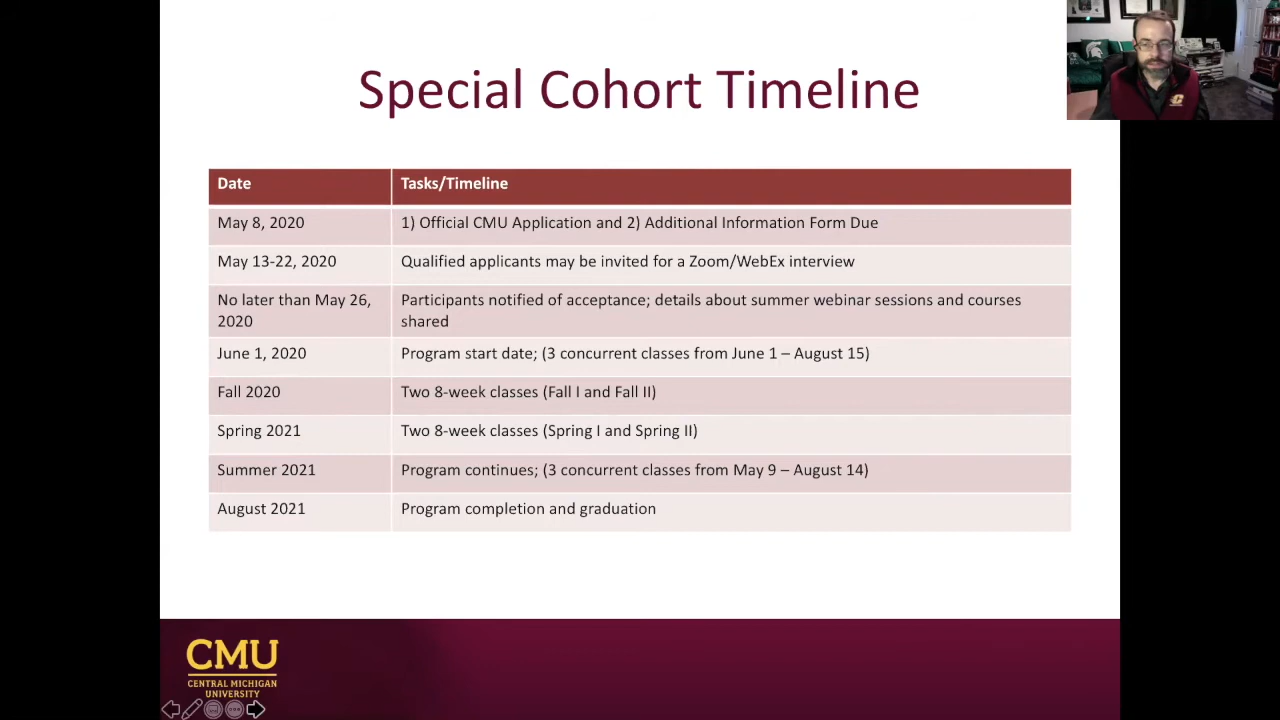 Special Cohort Timeline
Date
Tasks/Timeline
May 8, 2020
1) Official CMU Application and 2) Additional Information Form Due
May 13-22, 2020
Qualified applicants may be invited for a Zoom/WebEx interview
No later than May 26,
2020
Participants notified of acceptance; details about summer webinar sessions and courses
shared
June 1, 2020
Program start date; (3 concurrent classes from June 1 – August 15)
Fall 2020
Two 8-week classes (Fall I and Fall II)
Spring 2021
Two 8-week classes (Spring I and Spring II)
Summer 2021
Program continues; (3 concurrent classes from May 9 – August 14)
August 2021
Program completion and graduation
CMU
CENTRAL MICHIGAN
UNIVERSITY